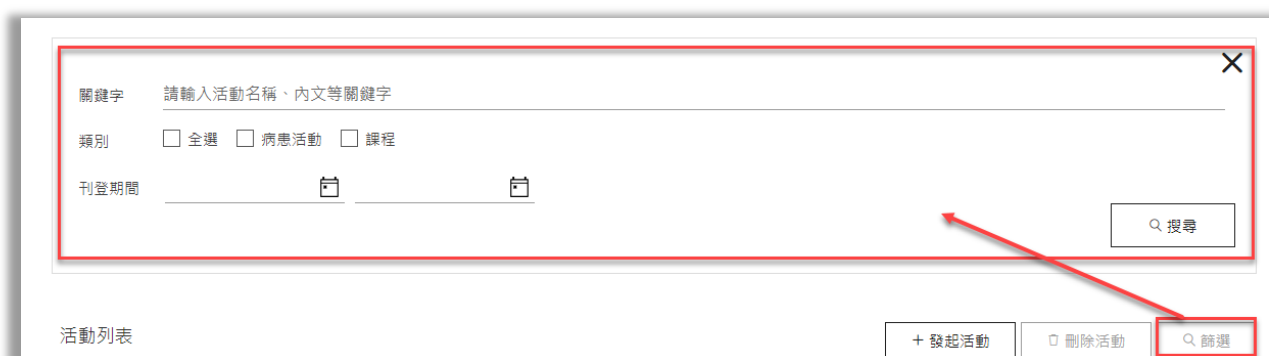 關鍵字 請輸入活動名稱、內文等關鍵字
類別 全選 病患活動 課程
刊登期間
搜尋
活動列表 + 發起活動 刪除活動 篩選